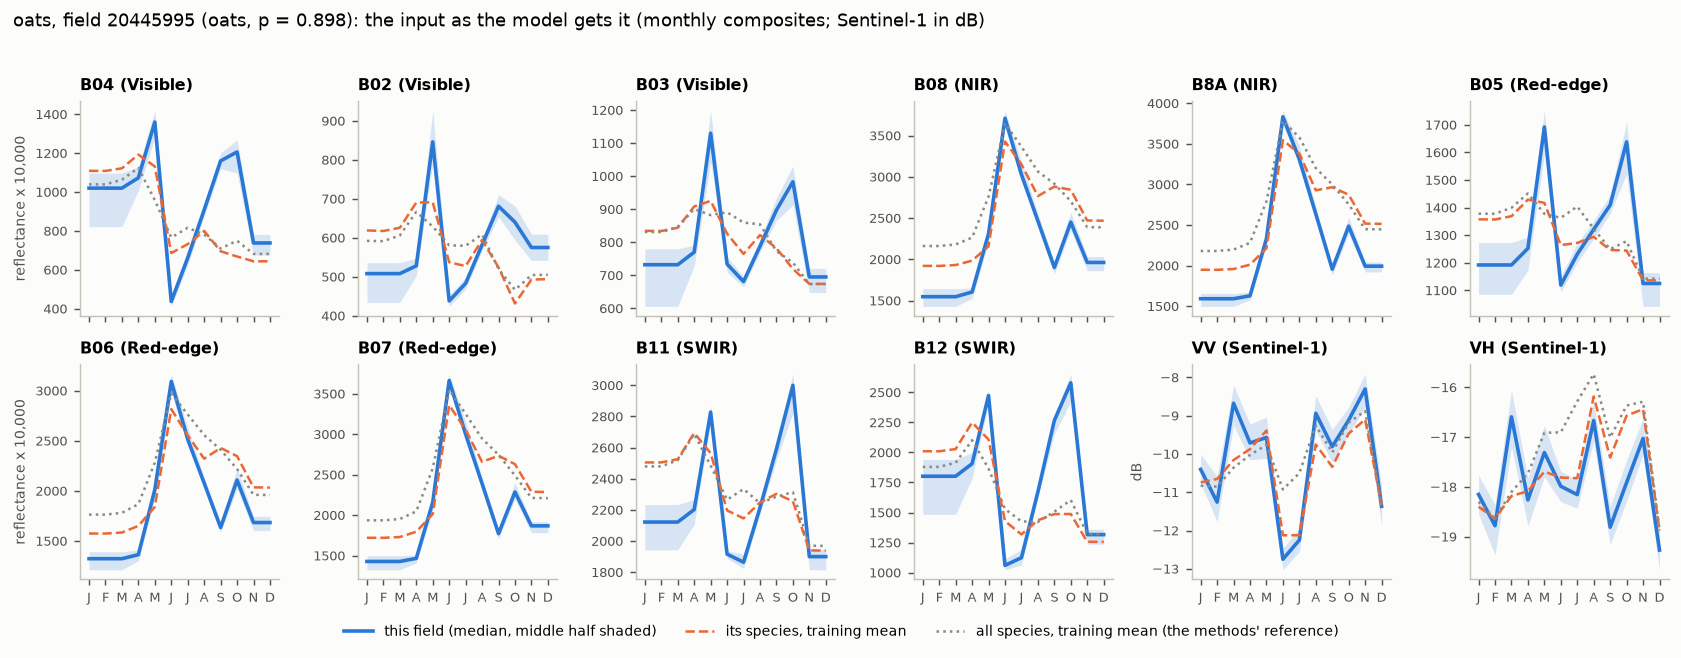 oats, field 20445995 (oats, p = 0.898): the input as the model gets it (monthly composites; Sentinel-1 in dB)
B04 (Visible) B02 (Visible) B03 (Visible) B08 (NIR) B8A (NIR) B05 (Red-edge)
reflectance x 10,000
1400 1200 1000 800 600 400
900 800 700 600 500 400
1200 1100 1000 900 800 700 600
3500 3000 2500 2000 1500
4000 3500 3000 2500 2000 1500
1700 1600 1500 1400 1300 1200 1100
B06 (Red-edge) B07 (Red-edge) B11 (SWIR) B12 (SWIR) VV (Sentinel-1) VH (Sentinel-1)
reflectance x 10,000
3000 2500 2000 1500
3500 3000 2500 2000 1500
3000 2800 2600 2400 2200 2000 1800
2500 2250 2000 1750 1500 1250 1000
dB
−8 −9 −10 −11 −12 −13
−16 −17 −18 −19
J F M A M J J A S O N D J F M A M J J A S O N D J F M A M J J A S O N D J F M A M J J A S O N D J F M A M J J A S O N D J F M A M J J A S O N D
this field (median, middle half shaded) its species, training mean all species, training mean (the methods' reference)